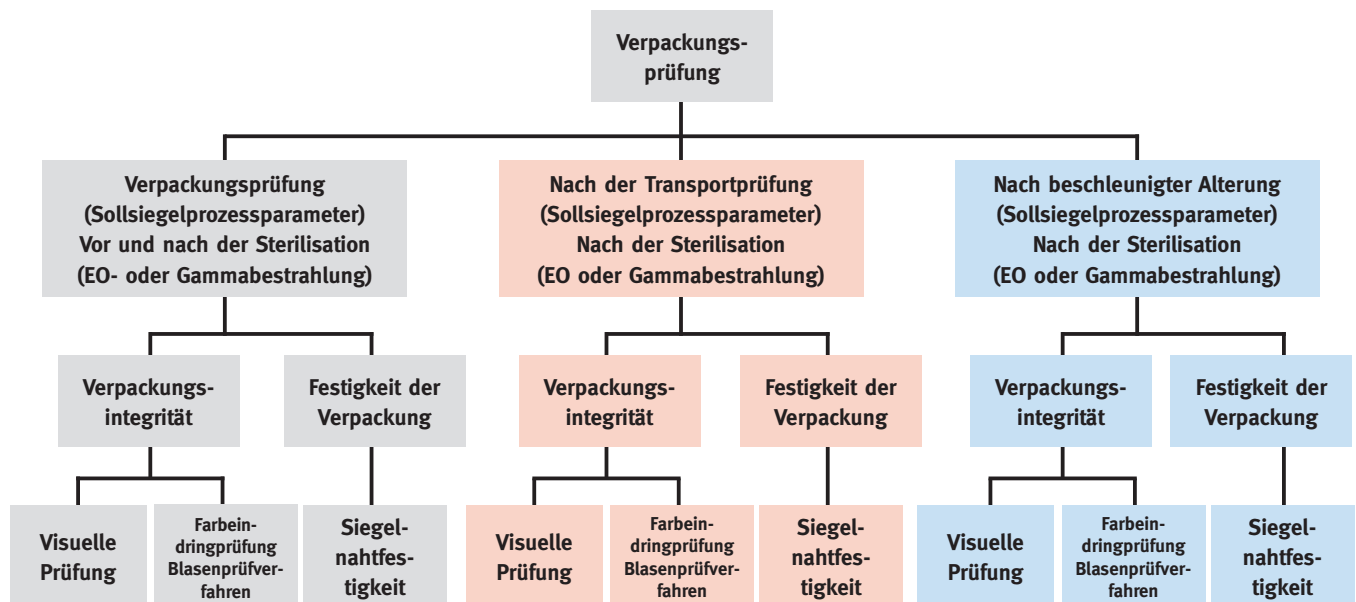 Verpackungs-
prüfung
Verpackungsprüfung
(Sollsiegelprozessparameter)
Vor und nach der Sterilisation
(EO- oder Gammabestrahlung)
Nach der Transportprüfung
(Sollsiegelprozessparameter)
Nach der Sterilisation
(EO oder Gammabestrahlung)
Nach beschleunigter Alterung
(Sollsiegelprozessparameter)
Nach der Sterilisation
(EO oder Gammabestrahlung)
Verpackungs-
integrität
Festigkeit der
Verpackung
Verpackungs-
integrität
Festigkeit der
Verpackung
Verpackungs-
integrität
Festigkeit der
Verpackung
Visuelle
Prüfung
Farbein-
dringprüfung
Blasenprüfver-
fahren
Siegel-
nahtfes-
tigkeit
Visuelle
Prüfung
Farbein-
dringprüfung
Blasenprüfver-
fahren
Siegel-
nahtfes-
tigkeit
Visuelle
Prüfung
Farbein-
dringprüfung
Blasenprüfver-
fahren
Siegel-
nahtfes-
tigkeit